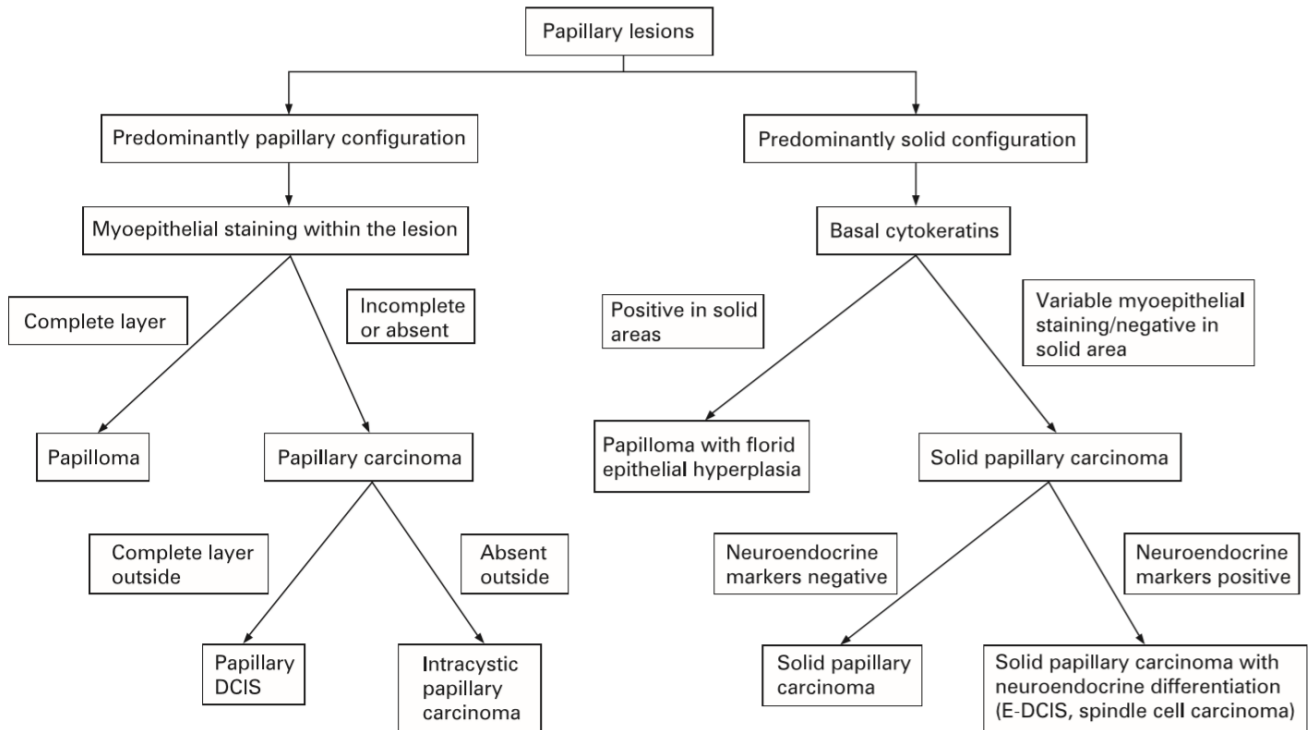 Papillary lesions
Predominantly papillary configuration
Predominantly solid configuration
Myoepithelial staining within the lesion
Basal cytokeratins
Complete layer
Incomplete
or absent
Positive in solid
areas
Variable myoepithelial
staining/negative in
solid area
Papilloma
Papillary carcinoma
Papilloma with florid
epithelial hyperplasia
Solid papillary carcinoma
Complete layer
outside
Absent
outside
Neuroendocrine
markers negative
Neuroendocrine
markers positive
Papillary
DCIS
Intracystic
papillary
carcinoma
Solid papillary
carcinoma
Solid papillary carcinoma with
neuroendocrine differentiation
(E-DCIS, spindle cell carcinoma)